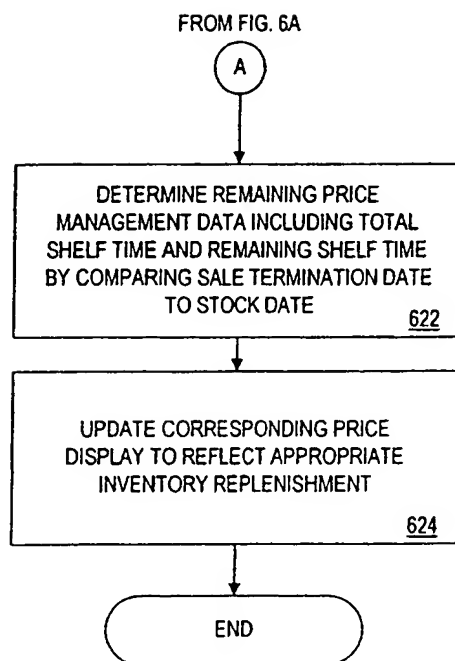 FROM FIG. 6A
A
DETERMINE REMAINING PRICE
MANAGEMENT DATA INCLUDING TOTAL
SHELF TIME AND REMAINING SHELF TIME
BY COMPARING SALE TERMINATION DATE
TO STOCK DATE
622
UPDATE CORRESPONDING PRICE
DISPLAY TO REFLECT APPROPRIATE
INVENTORY REPLENISHMENT
624
END